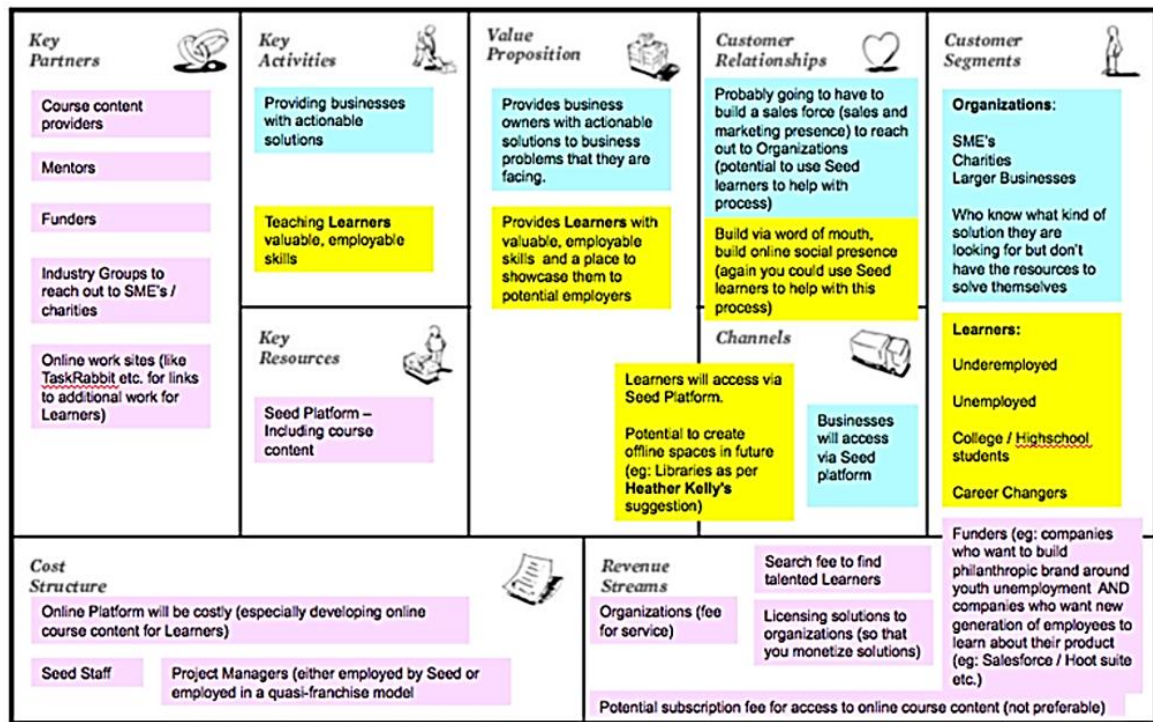 Key
Partners
Course content
providers
Mentors
Funders
Industry Groups to
reach out to SME's /
charities
Online work sites (like
TaskRabbit etc. for links
to additional work for
Learners)
Key
Activities
Providing businesses
with actionable
solutions
Teaching Learners
valuable, employable
skills
Key
Resources
Seed Platform –
Including course
content
Value
Proposition
Provides business
owners with actionable
solutions to business
problems that they are
facing.
Provides Learners with
valuable, employable
skills and a place to
showcase them to
potential employers
Customer
Relationships
Probably going to have to
build a sales force (sales and
marketing presence) to reach
out to Organizations
(potential to use Seed
learners to help with
process)
Build via word of mouth,
build online social presence
(again you could use Seed
learners to help with this
process)
Channels
Learners will access via
Seed Platform.
Potential to create
offline spaces in future
(eg: Libraries as per
Heather Kelly's
suggestion)
Businesses
will access
via Seed
platform
Customer
Segments
Organizations:
SME's
Charities
Larger Businesses
Who know what kind of
solution they are
looking for but don't
have the resources to
solve themselves
Learners:
Underemployed
Unemployed
College / Highschool
students
Career Changers
Cost
Structure
Online Platform will be costly (especially developing online
course content for Learners)
Seed Staff
Project Managers (either employed by Seed or
employed in a quasi-franchise model
Revenue
Streams
Organizations (fee
for service)
Search fee to find
talented Learners
Licensing solutions to
organizations (so that
you monetize solutions)
Funders (eg: companies
who want to build
philanthropic brand around
youth unemployment AND
companies who want new
generation of employees to
learn about their product
(eg: Salesforce / Hoot suite
etc.)
Potential subscription fee for access to online course content (not preferable)